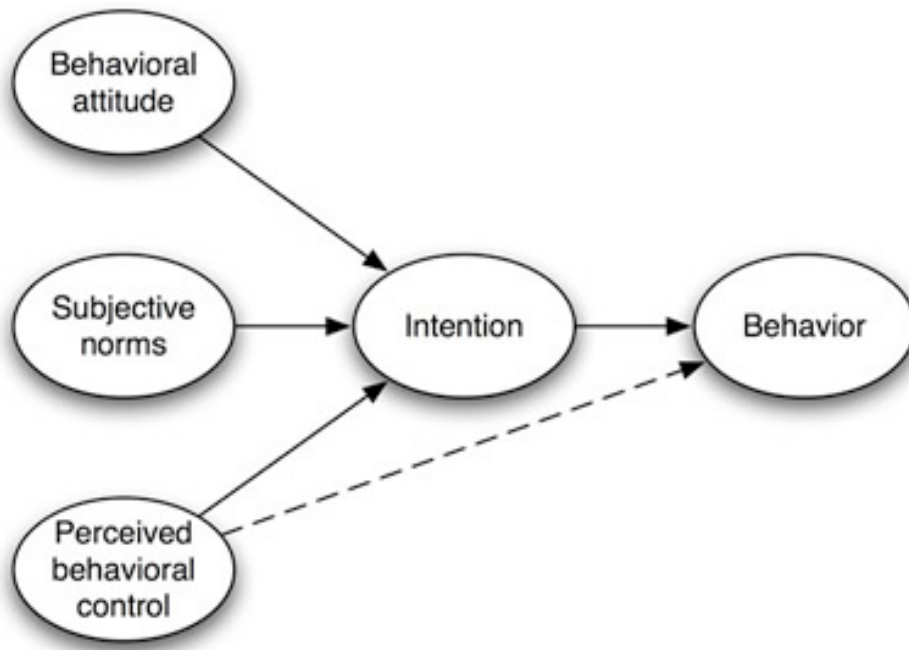 Behavioral
attitude
Subjective
norms
Intention
Behavior
Perceived
behavioral
control